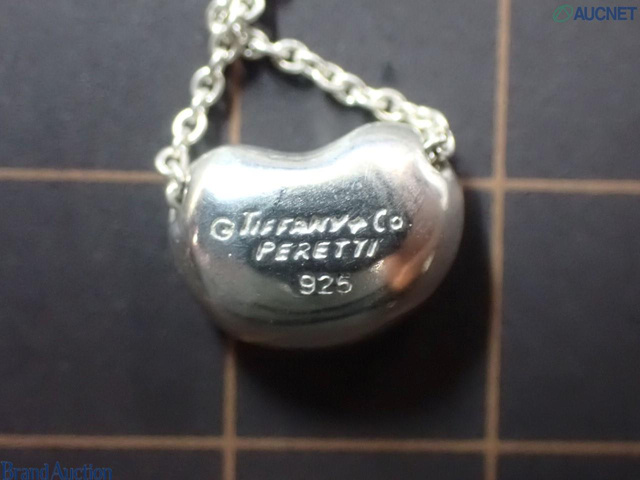 AUCNET
© TIFFANY & Co.
PERETTI
925
Brand Auction